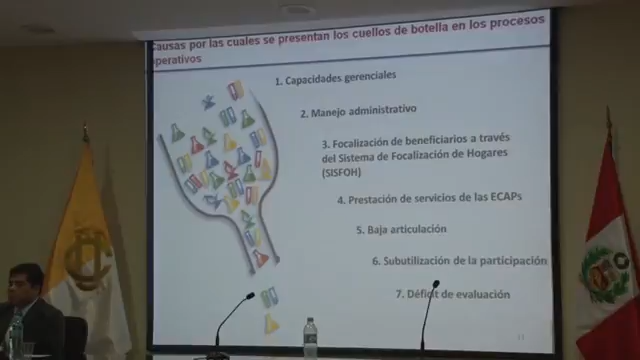 ausas por las cuales se presentan los cuellos de botella en los procesos
perativos
1. Capacidades gerenciales
2. Manejo administrativo
3. Focalización de beneficiarios a través
del Sistema de Focalización de Hogares
(SISFOH)
4. Prestación de servicios de las ECAPs
5. Baja articulación
6. Subutilización de la participación
7. Déficit de evaluación